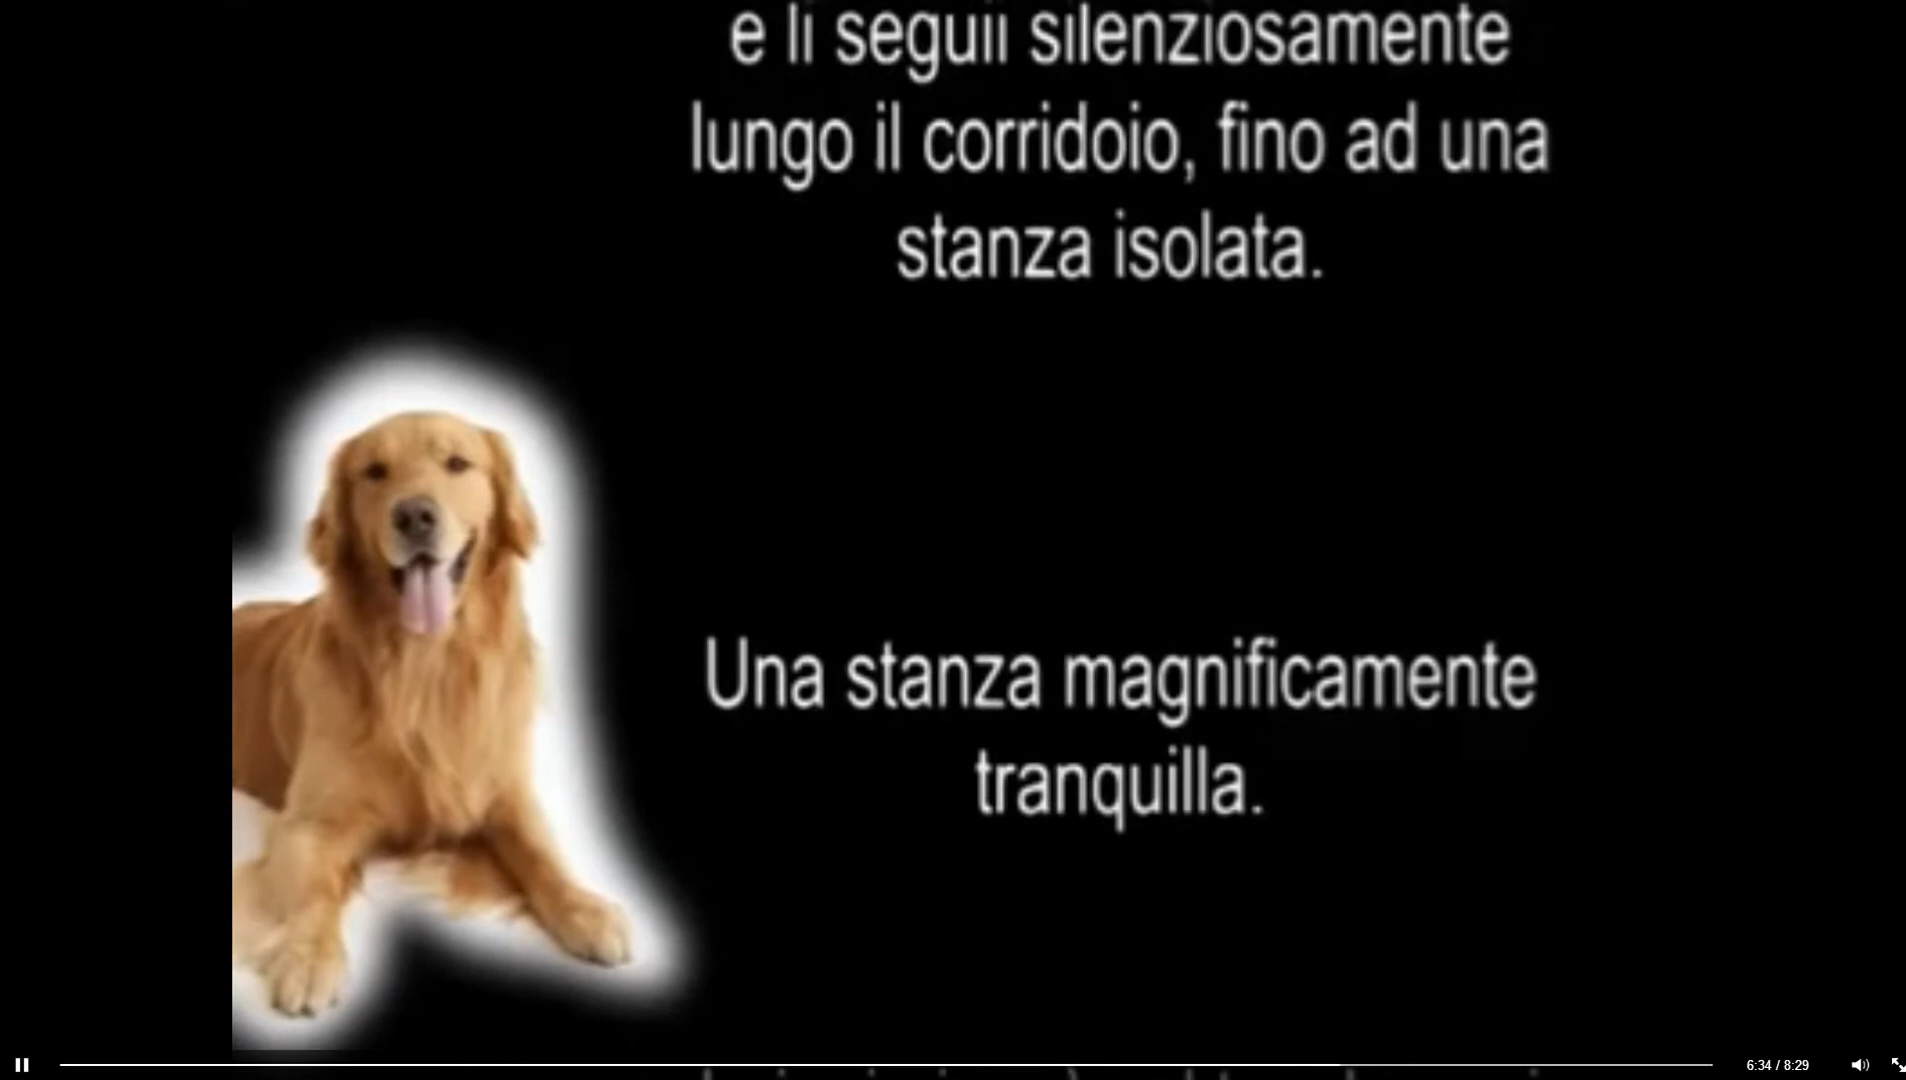 e li seguii silenziosamente
lungo il corridoio, fino ad una
stanza isolata.
Una stanza magnificamente
tranquilla.
6:34 / 8:29